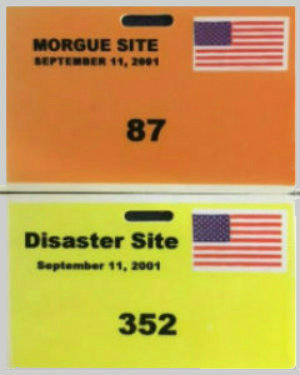 MORGUE SITE
SEPTEMBER 11, 2001
87
Disaster Site
September 11, 2001
352